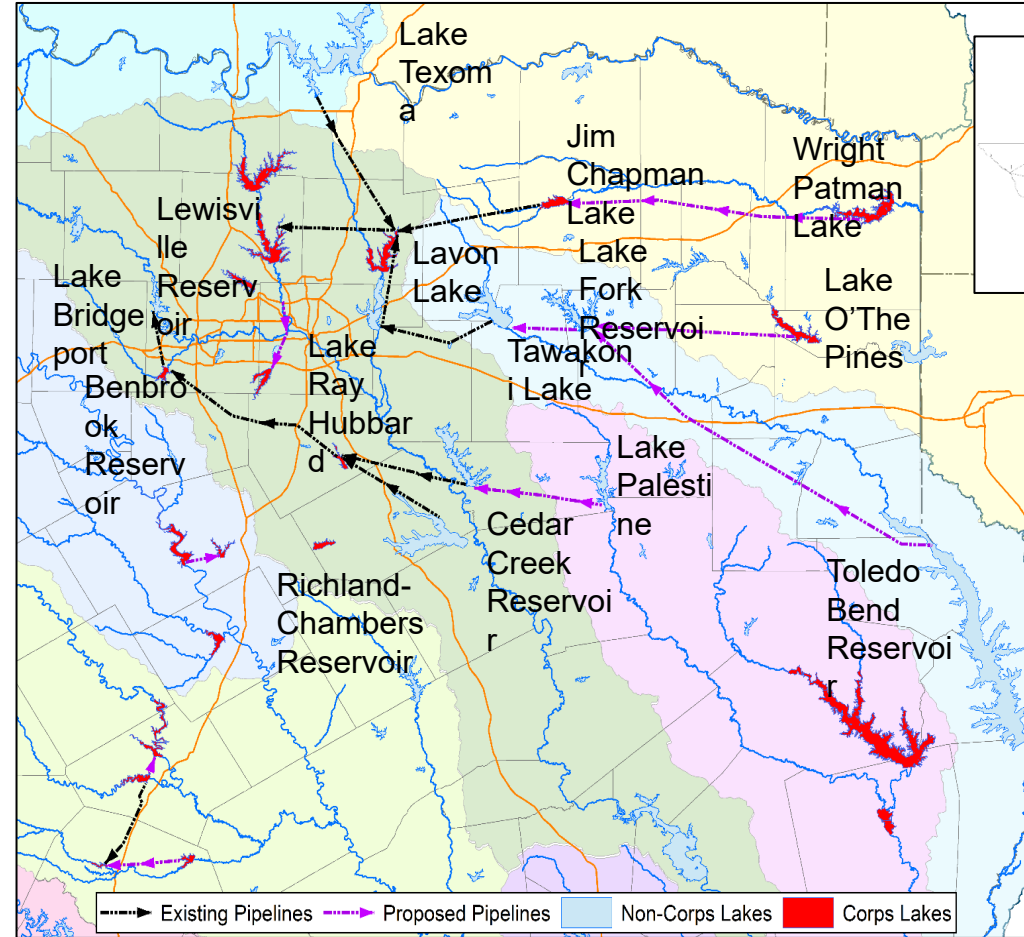 Lake
Texom
a
Jim
Chapman
Lake
Wright
Patman
Lake
Lewisvi
lle
Reserv
oir
Lavon
Lake
Lake
Fork
Reservoi
r
Lake
O'The
Pines
Lake
Bridge
port
Lake
Ray
Hubbar
d
Tawakon
i Lake
Benbro
ok
Reserv
oir
Lake
Palesti
ne
Cedar
Creek
Reservoi
r
Richland-
Chambers
Reservoir
Toledo
Bend
Reservoi
r
Existing Pipelines
Proposed Pipelines
Non-Corps Lakes
Corps Lakes